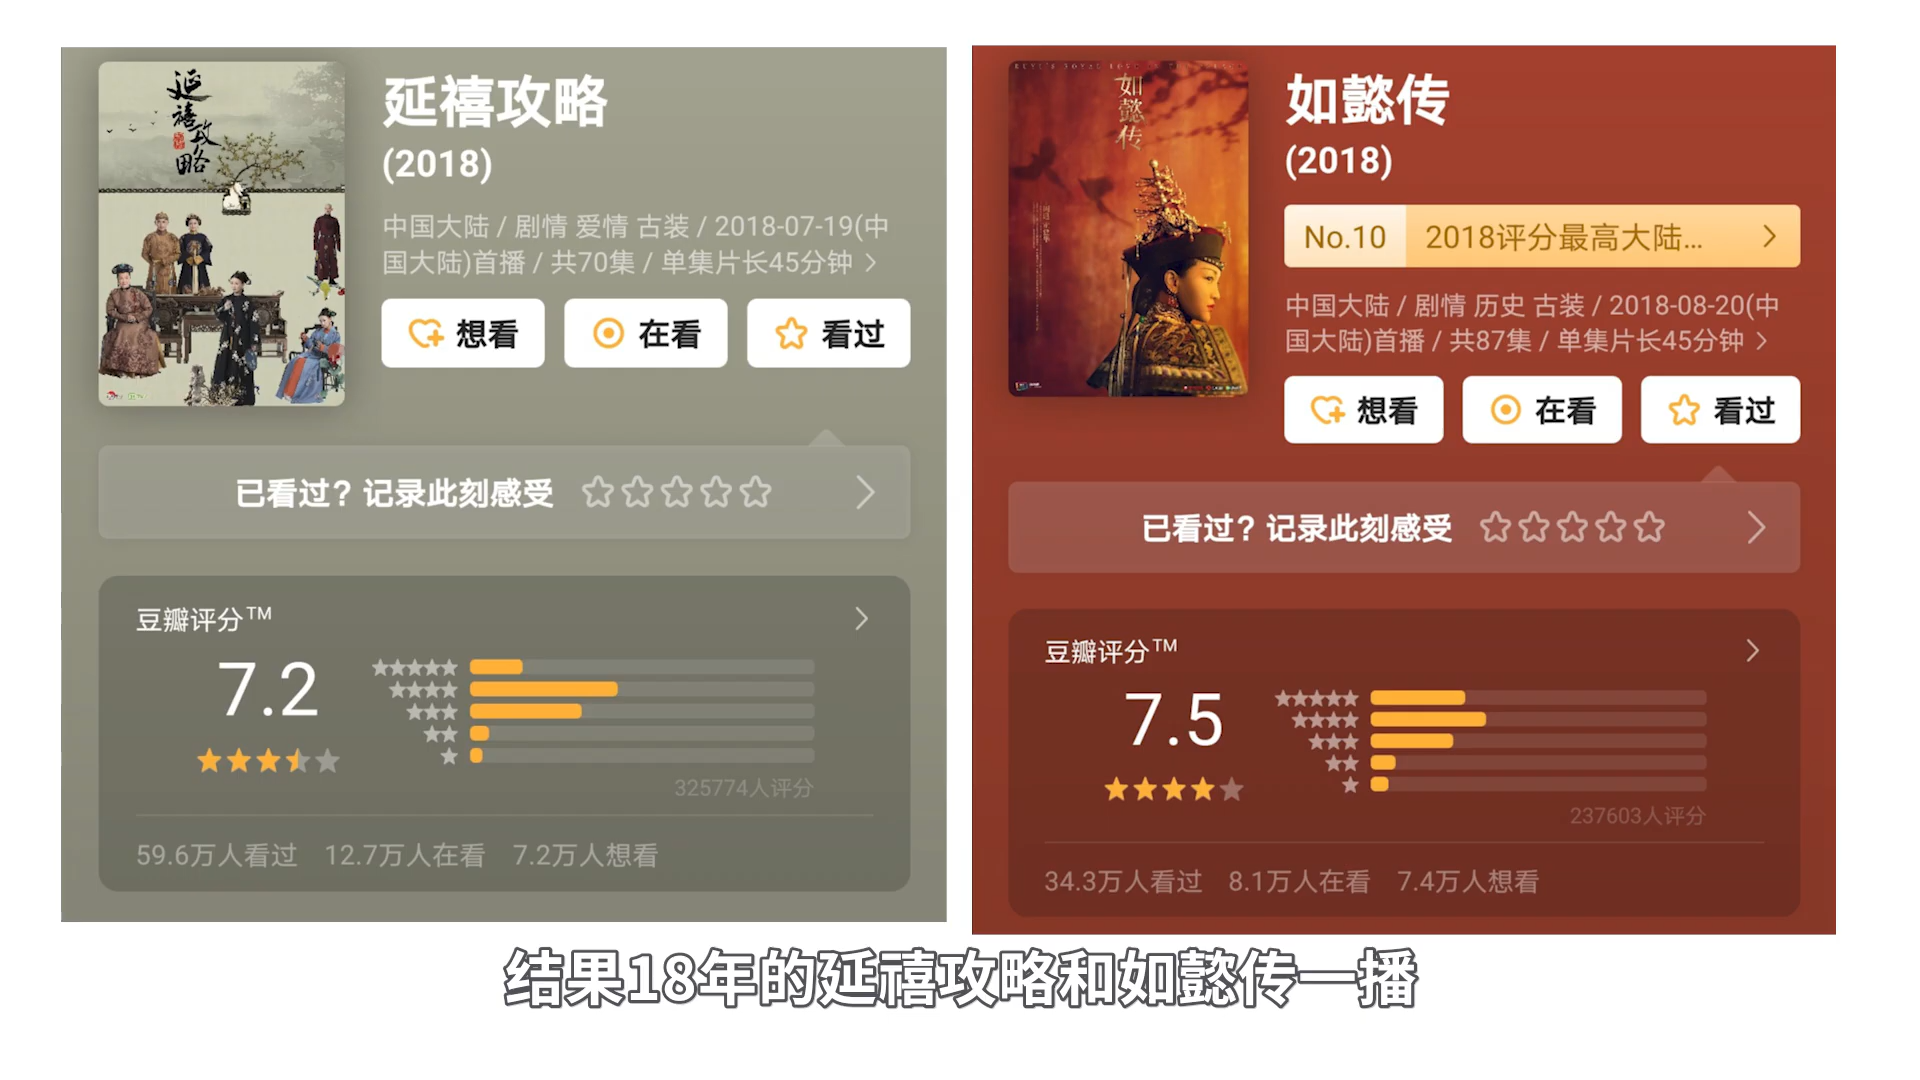 延禧攻略
延禧攻略
(2018)
中国大陆 / 剧情 爱情 古装 / 2018-07-19(中
国大陆)首播 / 共70集 / 单集片长45分钟 >
想看
在看
看过
已看过? 记录此刻感受
豆瓣评分™
7.2
325774人评分
59.6万人看过 12.7万人在看 7.2万人想看
如懿传
如懿传
(2018)
No.10 2018评分最高大陆... >
中国大陆 / 剧情 历史 古装 / 2018-08-20(中
国大陆)首播 / 共87集 / 单集片长45分钟 >
想看
在看
看过
已看过? 记录此刻感受
豆瓣评分™
7.5
237603人评分
34.3万人看过 8.1万人在看 7.4万人想看
结果18年的延禧攻略和如懿传一播